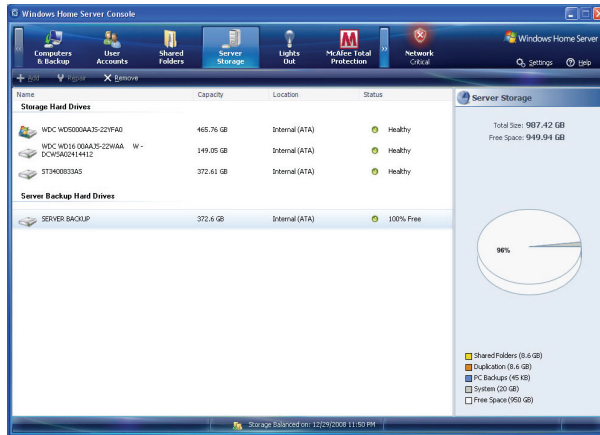 Windows Home Server Console
Computers & Backup
User Accounts
Shared Folders
Server Storage
Lights Out
McAfee Total Protection
Network Critical
Windows Home Server
Settings
Help
Add
Repair
Remove
Name Capacity Location Status
Storage Hard Drives
WDC WD5000AAJS-22YFA0 465.76 GB Internal (ATA) Healthy
WDC WD16 00AAJS-22WAA W -
DCWSA02414412 149.05 GB Internal (ATA) Healthy
ST3400833AS 372.61 GB Internal (ATA) Healthy
Server Backup Hard Drives
SERVER BACKUP 372.6 GB Internal (ATA) 100% Free
Server Storage
Total Size: 987.42 GB
Free Space: 949.94 GB
96%
Shared Folders (8.6 GB)
Duplication (8.6 GB)
PC Backups (45 KB)
System (20 GB)
Free Space (950 GB)
Storage Balanced on: 12/29/2008 11:50 PM